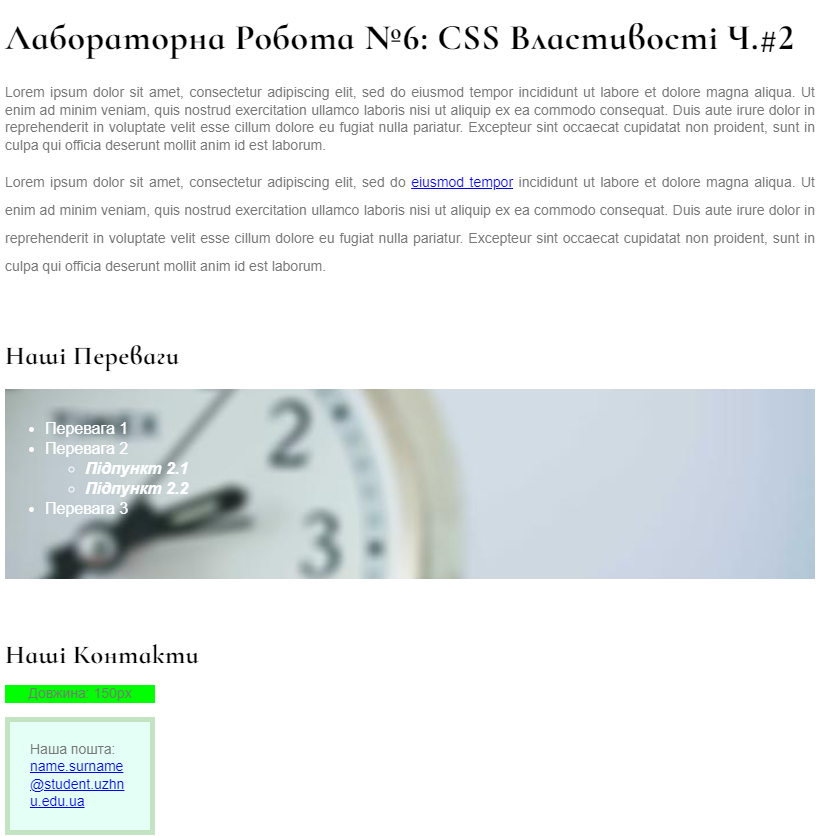 Лабораторна Робота №6: CSS Властивості Ч.#2
Lorem ipsum dolor sit amet, consectetur adipiscing elit, sed do eiusmod tempor incididunt ut labore et dolore magna aliqua. Ut
enim ad minim veniam, quis nostrud exercitation ullamco laboris nisi ut aliquip ex ea commodo consequat. Duis aute irure dolor in
reprehenderit in voluptate velit esse cillum dolore eu fugiat nulla pariatur. Excepteur sint occaecat cupidatat non proident, sunt in
culpa qui officia deserunt mollit anim id est laborum.
Lorem ipsum dolor sit amet, consectetur adipiscing elit, sed do eiusmod tempor incididunt ut labore et dolore magna aliqua. Ut
enim ad minim veniam, quis nostrud exercitation ullamco laboris nisi ut aliquip ex ea commodo consequat. Duis aute irure dolor in
reprehenderit in voluptate velit esse cillum dolore eu fugiat nulla pariatur. Excepteur sint occaecat cupidatat non proident, sunt in
culpa qui officia deserunt mollit anim id est laborum.
Наші Переваги
TIMEX
2
3
Перевага 1
Перевага 2
Підпункт 2.1
Підпункт 2.2
Перевага 3
Наші Контакти
Довжина: 150px
Наша пошта:
name.surname
@student.uzhn
u.edu.ua